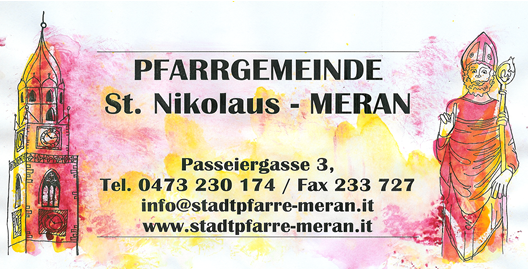 PFARRGEMEINDE
St. Nikolaus - MERAN
Passeiergasse 3,
Tel. 0473 230 174 / Fax 233 727
info@stadtpfarre-meran.it
www.stadtpfarre-meran.it